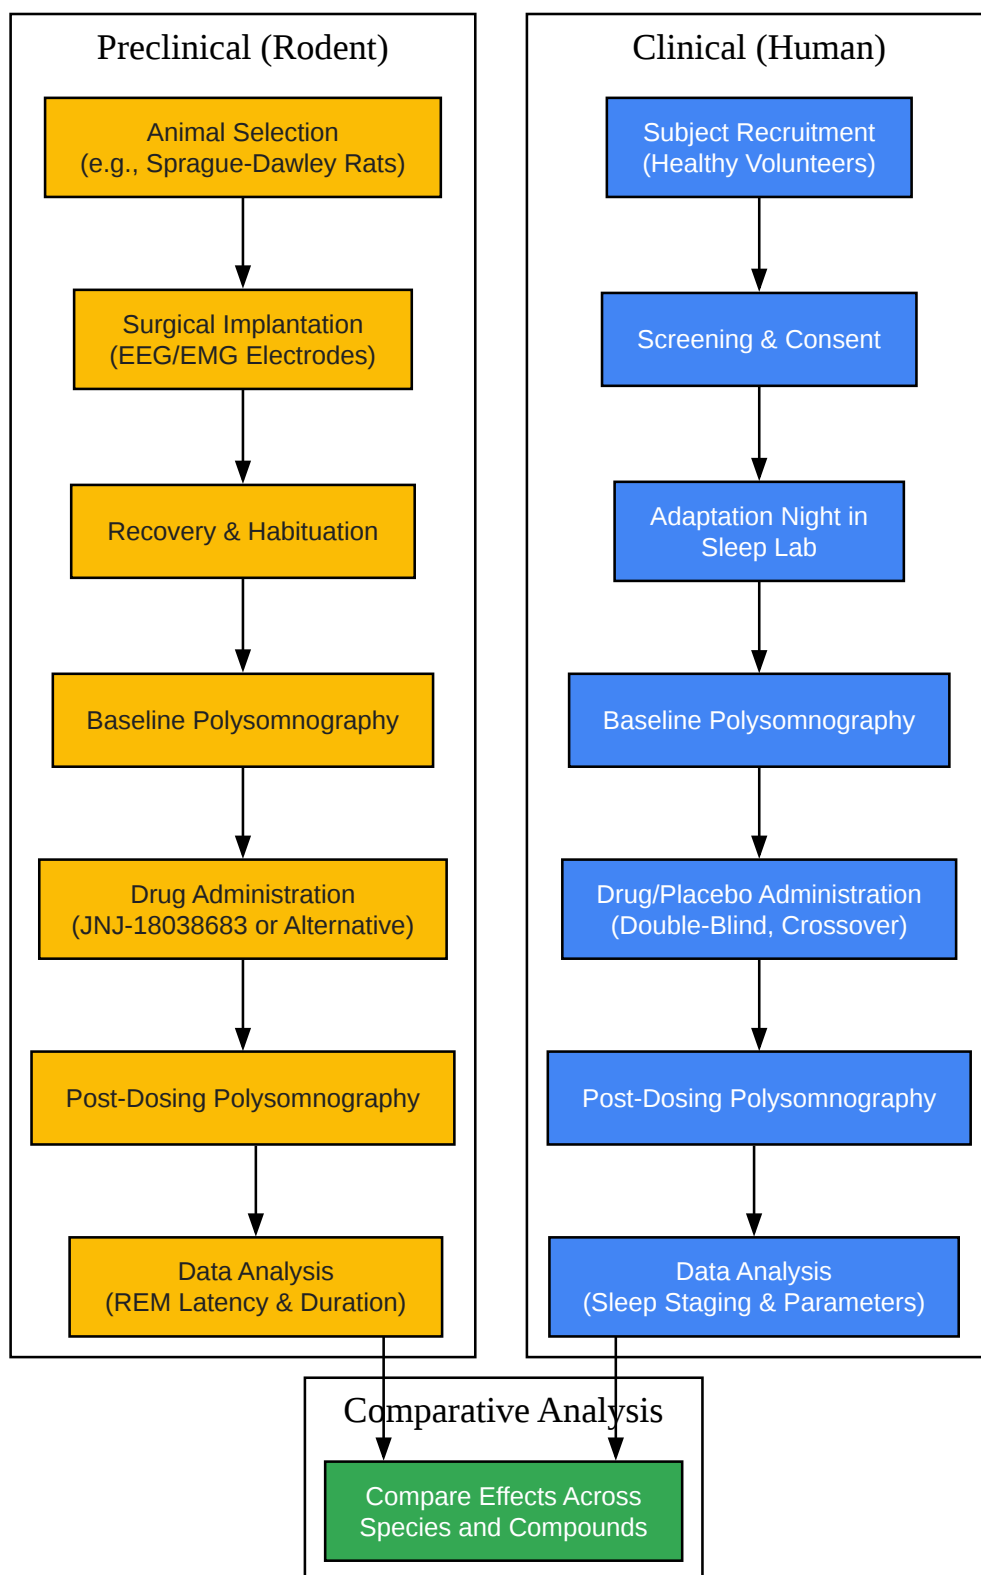 Preclinical (Rodent)
Animal Selection
(e.g., Sprague-Dawley Rats)
Surgical Implantation
(EEG/EMG Electrodes)
Recovery & Habituation
Baseline Polysomnography
Drug Administration
(JNJ-18038683 or Alternative)
Post-Dosing Polysomnography
Data Analysis
(REM Latency & Duration)
Clinical (Human)
Subject Recruitment
(Healthy Volunteers)
Screening & Consent
Adaptation Night in
Sleep Lab
Baseline Polysomnography
Drug/Placebo Administration
(Double-Blind, Crossover)
Post-Dosing Polysomnography
Data Analysis
(Sleep Staging & Parameters)
Comparative Analysis
Compare Effects Across
Species and Compounds